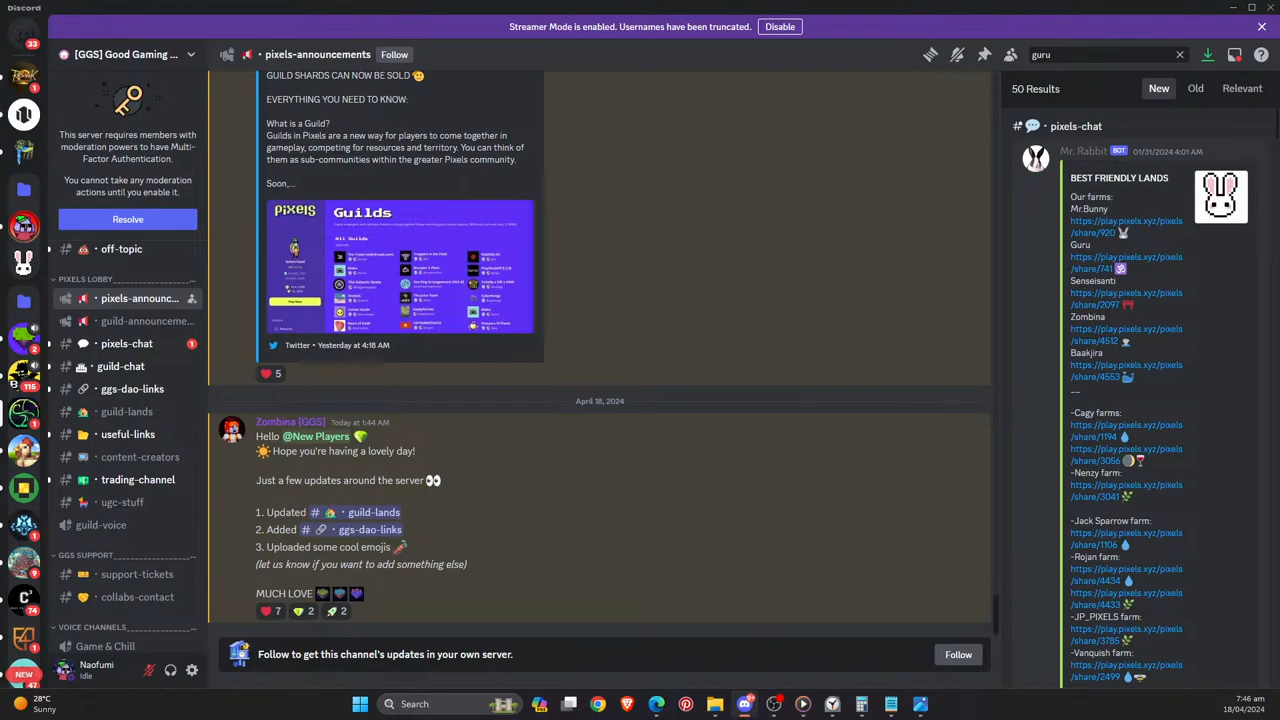 Discord
Streamer Mode is enabled. Usernames have been truncated.
Disable
33
1
2
115
1
1
1
9
74
1
NEW
47
[GGS] Good Gaming ...
This server requires members with
moderation powers to have Multi-
Factor Authentication.
You cannot take any moderation
actions until you enable it.
Resolve
off-topic
PIXELS LOBBY
pixels-announc...
guild-announceme...
pixels-chat
1
guild-chat
ggs-dao-links
guild-lands
useful-links
content-creators
trading-channel
ugc-stuff
guild-voice
GGS SUPPORT
support-tickets
collabs-contact
VOICE CHANNELS
Game & Chill
Naofumi
Idle
pixels-announcements
Follow
GUILD SHARDS CAN NOW BE SOLD
EVERYTHING YOU NEED TO KNOW:
What is a Guild?
Guilds in Pixels are a new way for players to come together in
gameplay, competing for resources and territory. You can think of
them as sub-communities within the greater Pixels community.
Soon,...
PIXELS
Guilds
All Guilds
Twitter • Yesterday at 4:18 AM
5
April 18, 2024
Zombina [GGS] Today at 1:44 AM
Hello @New Players
Hope you're having a lovely day!
Just a few updates around the server
1. Updated # guild-lands
2. Added # ggs-dao-links
3. Uploaded some cool emojis
(let us know if you want to add something else)
MUCH LOVE
7 2 2
Follow to get this channel's updates in your own server.
Follow
guru
50 Results
New
Old
Relevant
pixels-chat
Mr. Rabbit BOT 01/31/2024 4:01 AM
BEST FRIENDLY LANDS
Our farms:
Mr.Bunny
https://play.pixels.xyz/pixels
/share/920
Guru
https://play.pixels.xyz/pixels
/share/741
Senseisanti
https://play.pixels.xyz/pixels
/share/2097
Zombina
https://play.pixels.xyz/pixels
/share/4512
Baakjira
https://play.pixels.xyz/pixels
/share/4553
—
-Cagy farms:
https://play.pixels.xyz/pixels
/share/1194
https://play.pixels.xyz/pixels
/share/3056
-Nenzy farm:
https://play.pixels.xyz/pixels
/share/3041
-Jack Sparrow farm:
https://play.pixels.xyz/pixels
/share/1106
-Rojan farm:
https://play.pixels.xyz/pixels
/share/4434
https://play.pixels.xyz/pixels
/share/4433
-JP_PIXELS farm:
https://play.pixels.xyz/pixels
/share/3785
-Vanquish farm:
https://play.pixels.xyz/pixels
/share/2499
28°C
Sunny
Search
7:46 am
18/04/2024